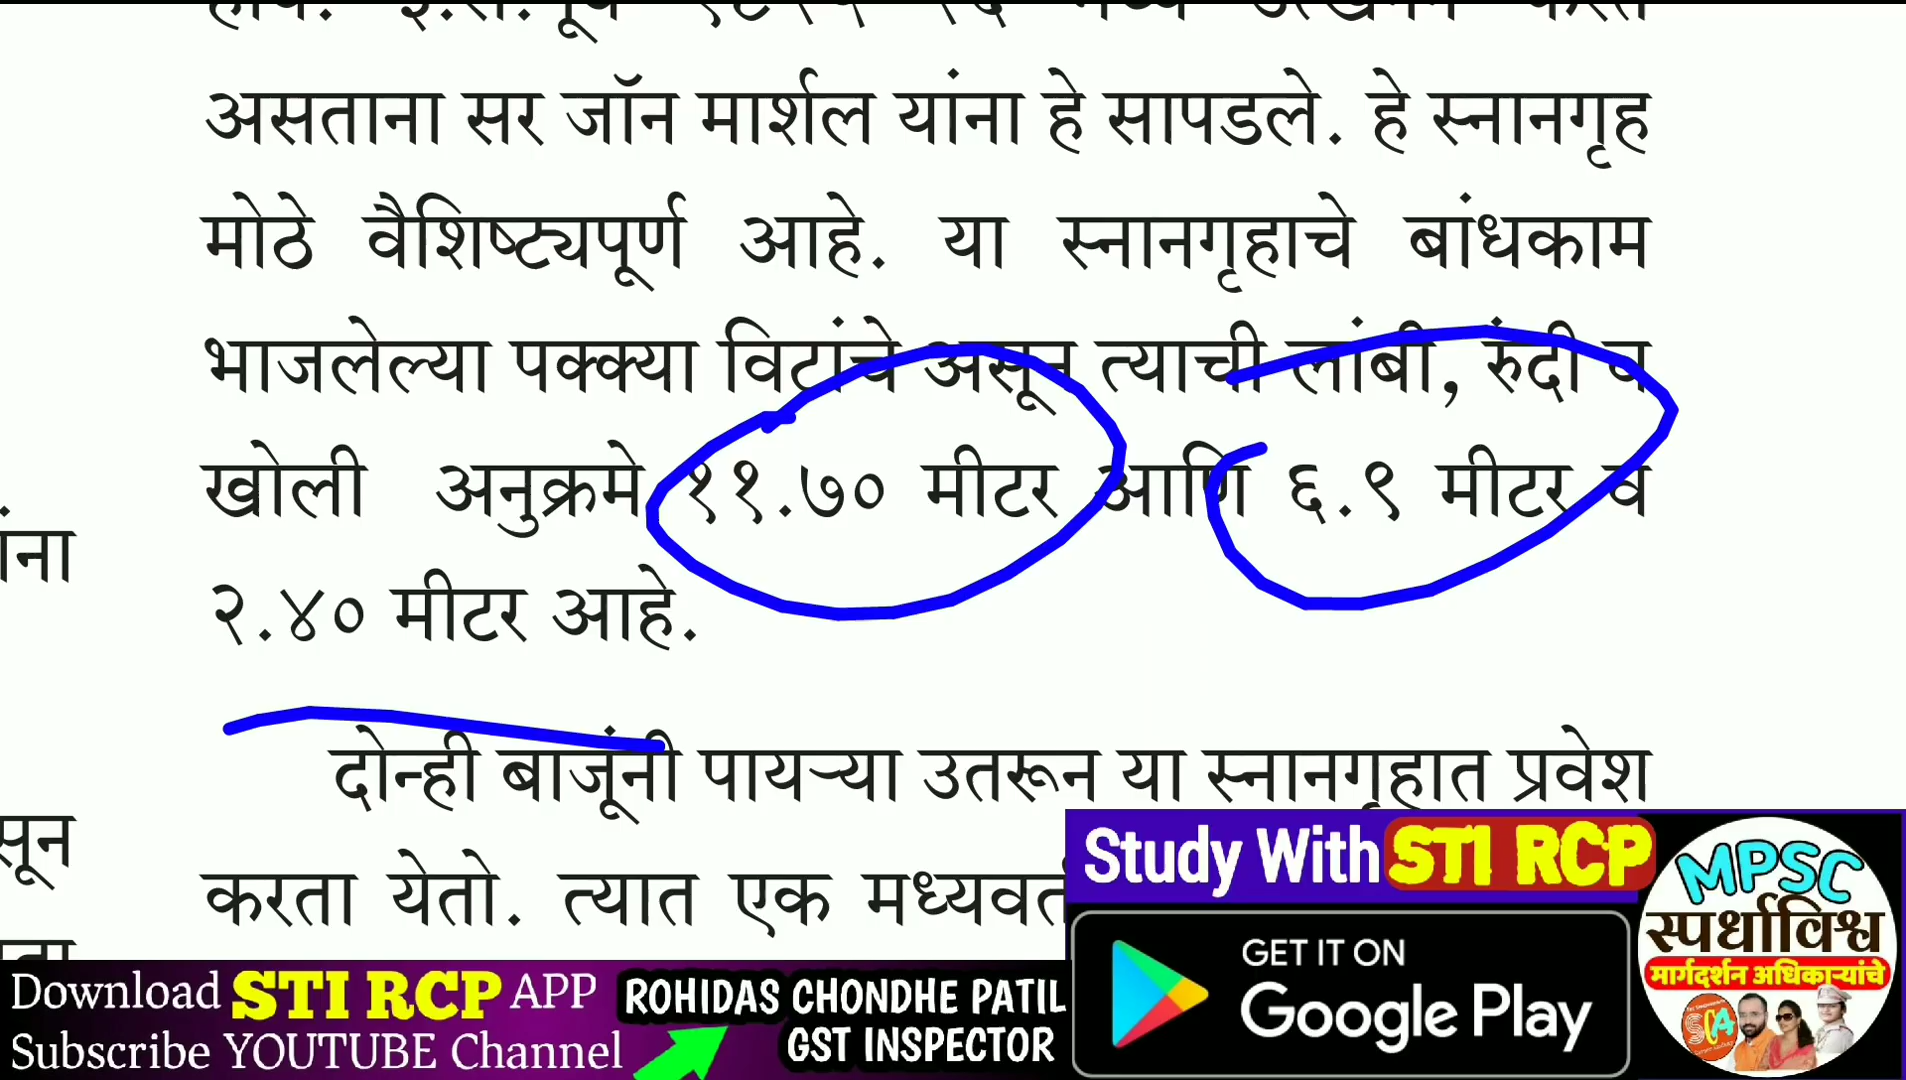 असताना सर जॉन मार्शल यांना हे सापडले. हे स्नानगृह
मोठे वैशिष्ट्यपूर्ण आहे. या स्नानगृहाचे बांधकाम
भाजलेल्या पक्क्या विटांचे असून त्याची लांबी, रुंदी व
खोली अनुक्रमे ११.७० मीटर आणि ६.९ मीटर व
२.४० मीटर आहे.
दोन्ही बाजूंनी पायऱ्या उतरून या स्नानगृहात प्रवेश
करता येतो. त्यात एक
Study With STI RCP
GET IT ON
Google Play
MPSC
स्पर्धाविश्व
मार्गदर्शन अधिकाऱ्यांचे
Download STI RCP APP
Subscribe YOUTUBE Channel
ROHIDAS CHONDHE PATIL
GST INSPECTOR